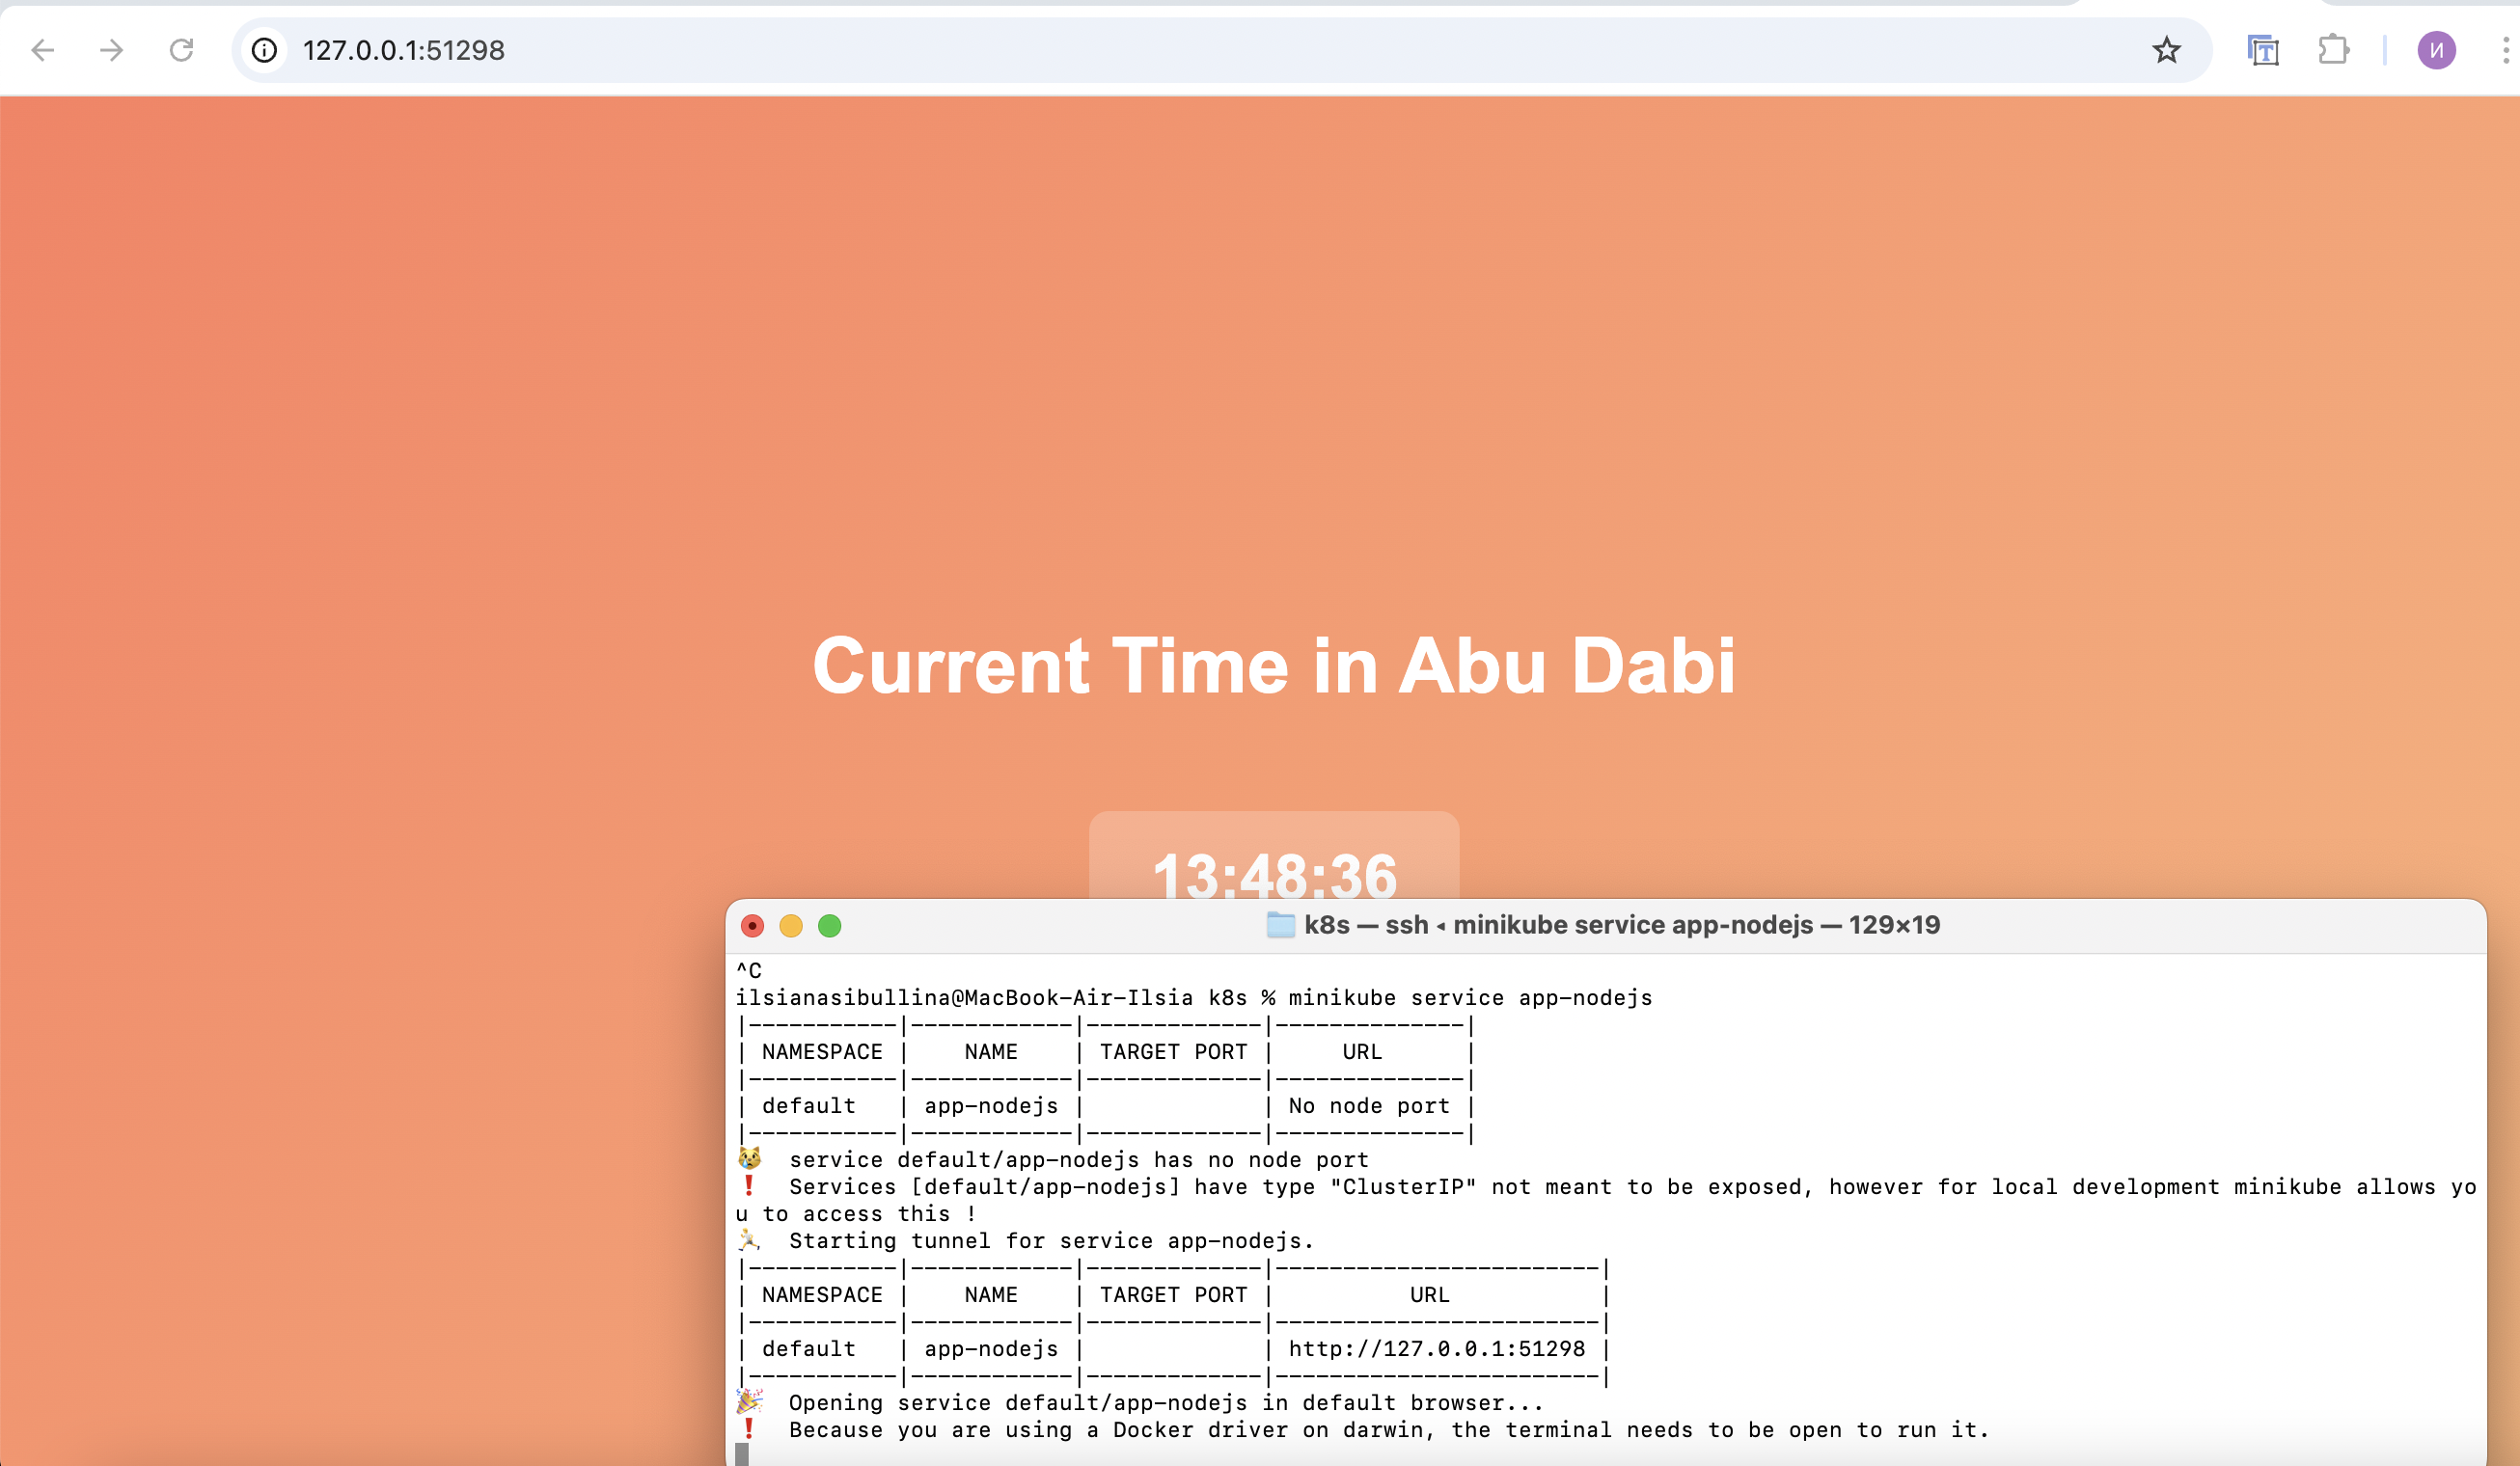 127.0.0.1:51298
И
Current Time in Abu Dabi
13:48:36
k8s — ssh ◂ minikube service app-nodejs — 129×19
^C
ilsianasibullina@MacBook-Air-Ilsia k8s % minikube service app-nodejs
|-----------|------------|-------------|--------------|
| NAMESPACE |    NAME    | TARGET PORT |     URL      |
|-----------|------------|-------------|--------------|
| default   | app-nodejs |             | No node port |
|-----------|------------|-------------|--------------|
😿  service default/app-nodejs has no node port
❗  Services [default/app-nodejs] have type "ClusterIP" not meant to be exposed, however for local development minikube allows yo
u to access this !
🏃  Starting tunnel for service app-nodejs.
|-----------|------------|-------------|------------------------|
| NAMESPACE |    NAME    | TARGET PORT |          URL           |
|-----------|------------|-------------|------------------------|
| default   | app-nodejs |             | http://127.0.0.1:51298 |
|-----------|------------|-------------|------------------------|
🎉  Opening service default/app-nodejs in default browser...
❗  Because you are using a Docker driver on darwin, the terminal needs to be open to run it.